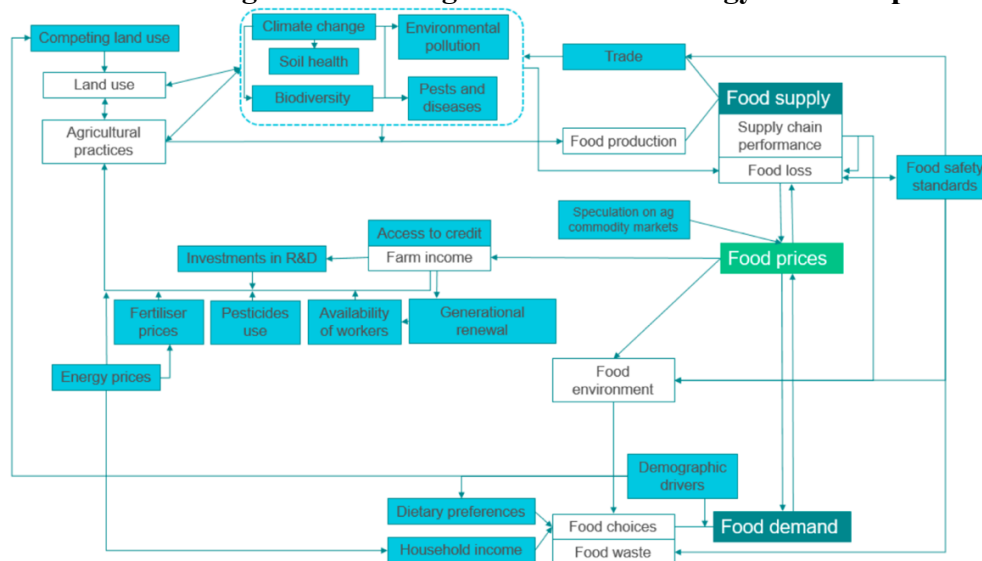 Competing land use
Climate change
Environmental
pollution
Soil health
Land use
Biodiversity
Pests and
diseases
Trade
Food supply
Agricultural
practices
Food production
Supply chain
performance
Food loss
Food safety
standards
Speculation on ag
commodity markets
Access to credit
Farm income
Investments in R&D
Food prices
Fertiliser
prices
Pesticides
use
Availability
of workers
Generational
renewal
Energy prices
Food
environment
Demographic
drivers
Dietary preferences
Food choices
Food demand
Household income
Food waste